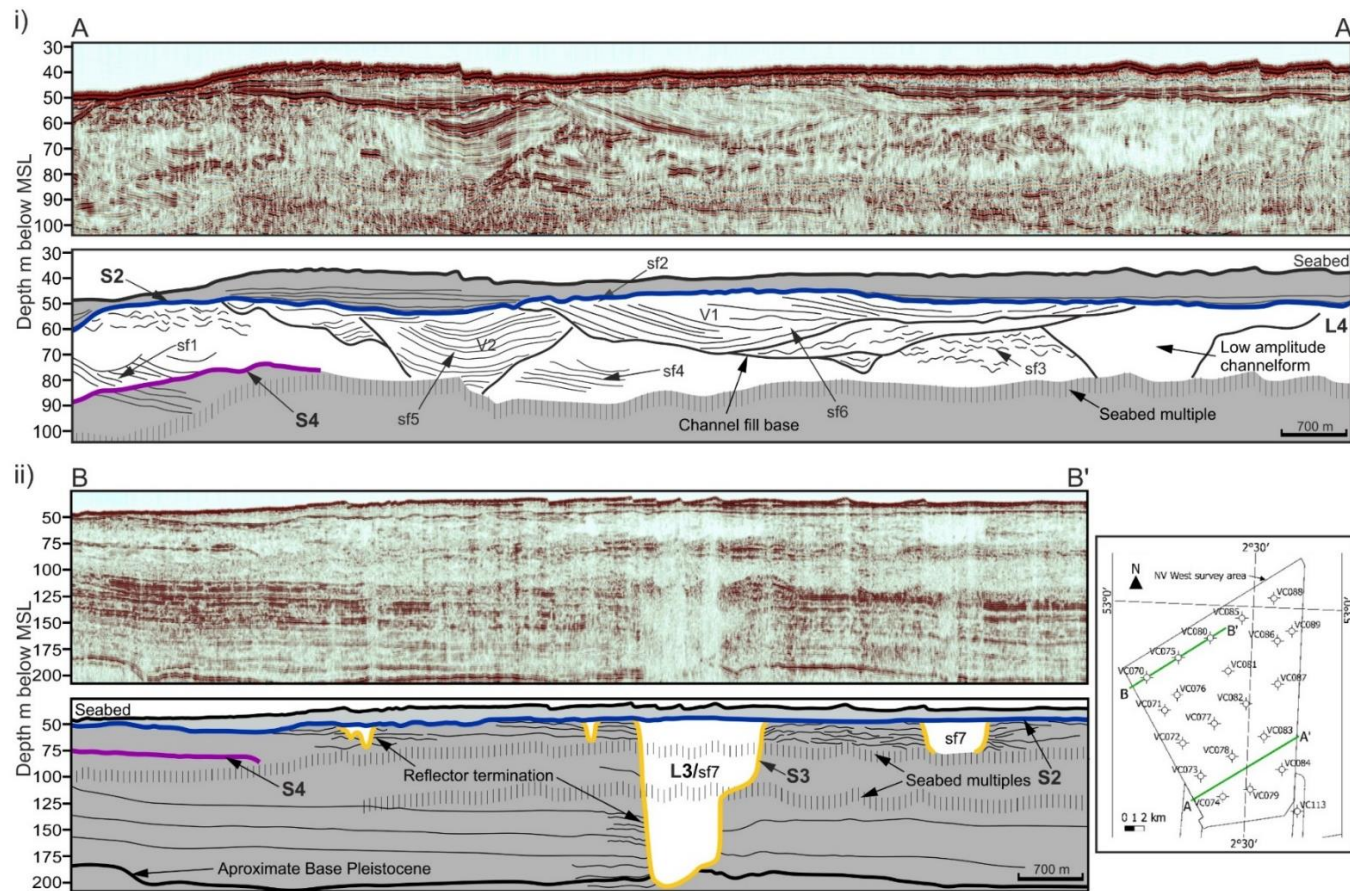 i)
A
A
30
40
50
60
70
80
90
100
Depth m below MSL
30
40
50
60
70
80
90
100
Depth m below MSL
S2
sf2
Seabed
V1
L4
V2
sf1
sf4
sf3
Low amplitude
channelform
S4
sf5
Channel fill base
sf6
Seabed multiple
700 m
ii)
B
B'
50
75
100
125
150
175
200
Depth m below MSL
Seabed
50
75
100
125
150
175
200
sf7
S4
Reflector termination
L3/sf7
S3
Seabed multiples
S2
Aproximate Base Pleistocene
700 m
2°30'
N
NV West survey area
VC088
53°0'
VC085
VC089
VC080
B'
VC086
VC075
VC070
VC081
B
VC076
VC087
VC071
VC082
VC077
VC072
VC083
A'
VC078
VC073
VC084
A
VC074
VC079
VC113
0 1 2 km
2°30'